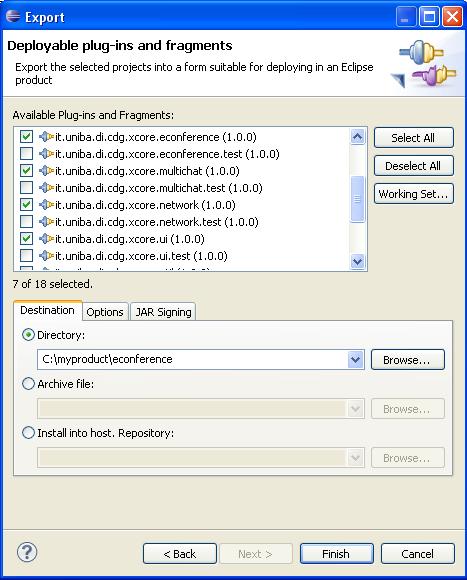 Export
Deployable plug-ins and fragments
Export the selected projects into a form suitable for deploying in an Eclipse
product
Available Plug-ins and Fragments:
it.uniba.di.cdg.xcore.econference (1.0.0)
it.uniba.di.cdg.xcore.econference.test (1.0.0)
it.uniba.di.cdg.xcore.multichat (1.0.0)
it.uniba.di.cdg.xcore.multichat.test (1.0.0)
it.uniba.di.cdg.xcore.network (1.0.0)
it.uniba.di.cdg.xcore.network.test (1.0.0)
it.uniba.di.cdg.xcore.ui (1.0.0)
it.uniba.di.cdg.xcore.ui.test (1.0.0)
Select All
Deselect All
Working Set...
7 of 18 selected.
Destination Options JAR Signing
Directory:
C:\myproduct\econference Browse...
Archive file:
Browse...
Install into host. Repository:
Browse...
? < Back Next > Finish Cancel